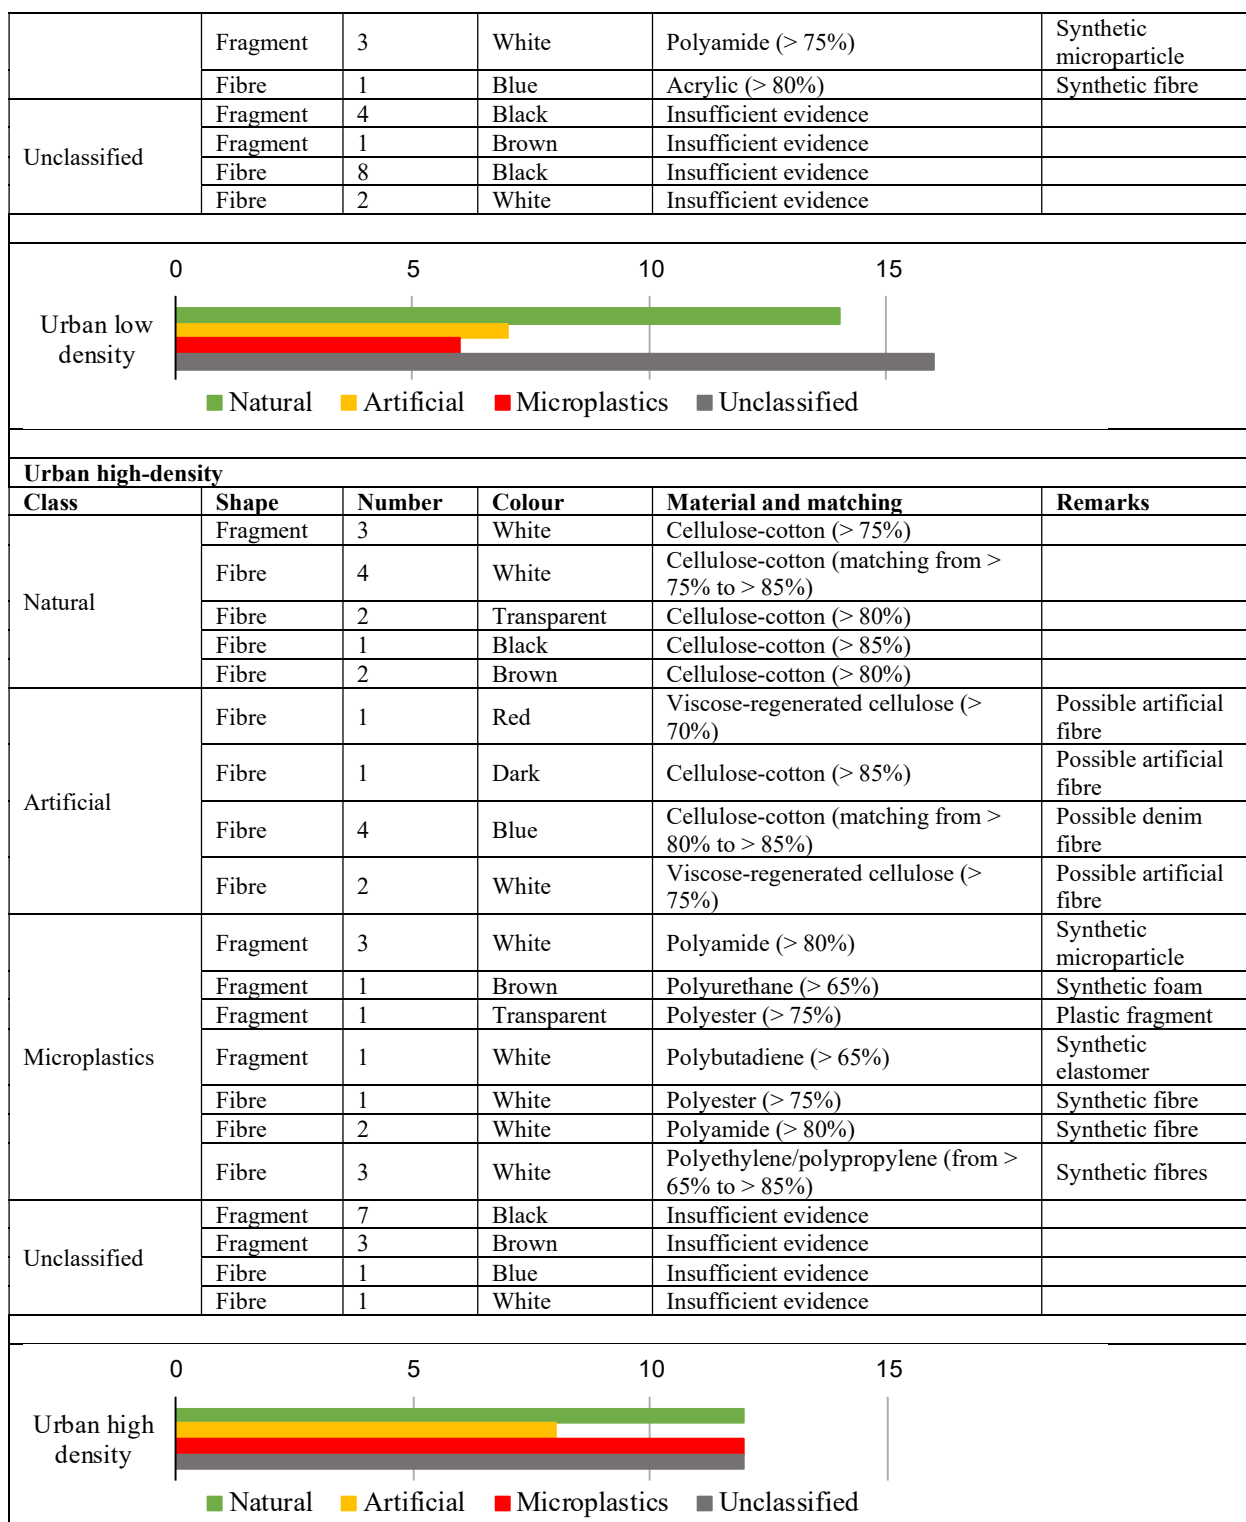 Fragment 3 White Polyamide (> 75%) Synthetic
microparticle
Fibre 1 Blue Acrylic (> 80%) Synthetic fibre
Unclassified
Fragment 4 Black Insufficient evidence
Fragment 1 Brown Insufficient evidence
Fibre 8 Black Insufficient evidence
Fibre 2 White Insufficient evidence
0 5 10 15
Urban low
density
Natural Artificial Microplastics Unclassified
Urban high-density
Class Shape Number Colour Material and matching Remarks
Natural
Fragment 3 White Cellulose-cotton (> 75%)
Fibre 4 White Cellulose-cotton (matching from >
75% to > 85%)
Fibre 2 Transparent Cellulose-cotton (> 80%)
Fibre 1 Black Cellulose-cotton (> 85%)
Fibre 2 Brown Cellulose-cotton (> 80%)
Artificial
Fibre 1 Red Viscose-regenerated cellulose (>
70%) Possible artificial
fibre
Fibre 1 Dark Cellulose-cotton (> 85%) Possible artificial
fibre
Fibre 4 Blue Cellulose-cotton (matching from >
80% to > 85%) Possible denim
fibre
Fibre 2 White Viscose-regenerated cellulose (>
75%) Possible artificial
fibre
Microplastics
Fragment 3 White Polyamide (> 80%) Synthetic
microparticle
Fragment 1 Brown Polyurethane (> 65%) Synthetic foam
Fragment 1 Transparent Polyester (> 75%) Plastic fragment
Fragment 1 White Polybutadiene (> 65%) Synthetic
elastomer
Fibre 1 White Polyester (> 75%) Synthetic fibre
Fibre 2 White Polyamide (> 80%) Synthetic fibre
Fibre 3 White Polyethylene/polypropylene (from >
65% to > 85%) Synthetic fibres
Unclassified
Fragment 7 Black Insufficient evidence
Fragment 3 Brown Insufficient evidence
Fibre 1 Blue Insufficient evidence
Fibre 1 White Insufficient evidence
0 5 10 15
Urban high
density
Natural Artificial Microplastics Unclassified